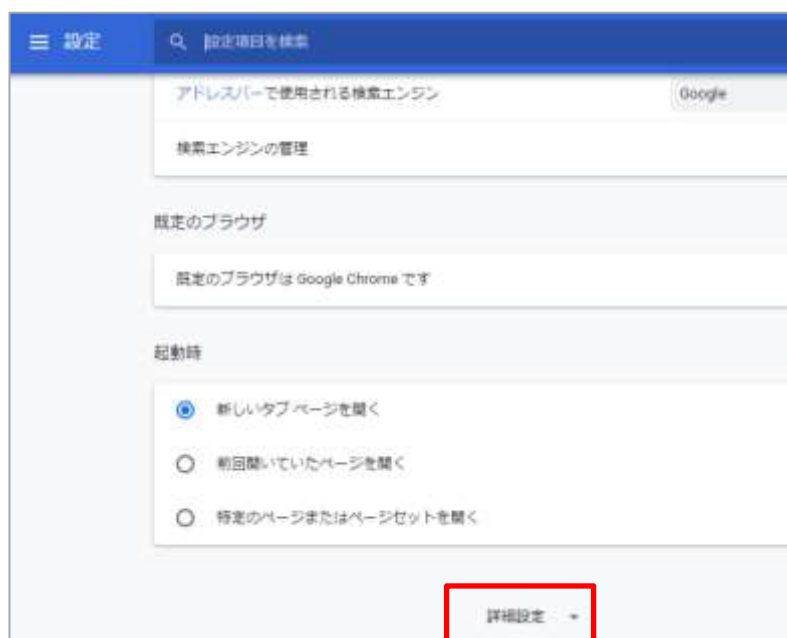 設定
設定項目を検索
アドレスバーで使用される検索エンジン
Google
検索エンジンの管理
既定のブラウザ
既定のブラウザは Google Chrome です
起動時
新しいタブ ページを開く
前回開いていたページを開く
特定のページまたはページセットを開く
詳細設定